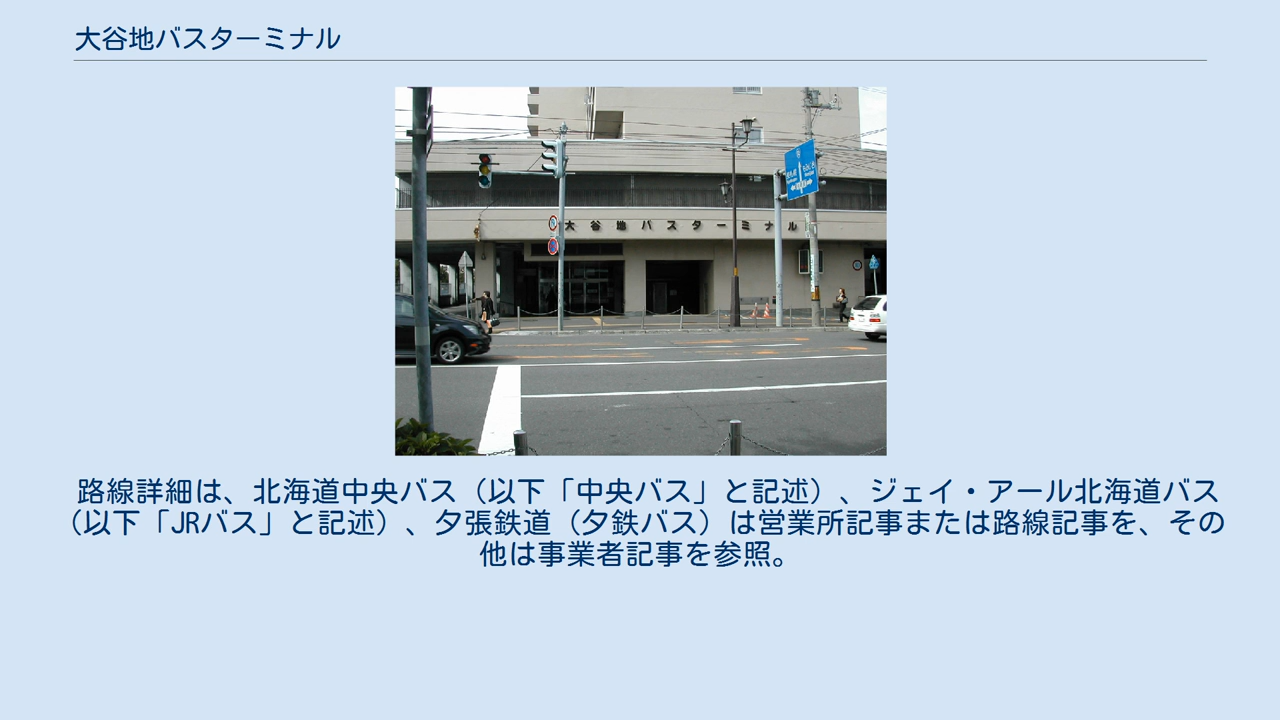 大谷地バスターミナル
大谷地バスターミナル
路線詳細は、北海道中央バス（以下「中央バス」と記述）、ジェイ・アール北海道バス
（以下「JRバス」と記述）、夕張鉄道（夕鉄バス）は営業所記事または路線記事を、その
他は事業者記事を参照。